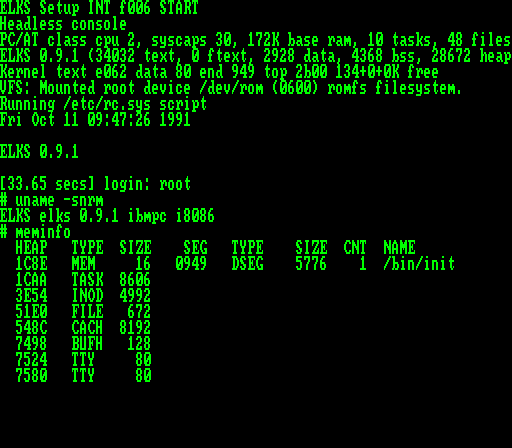 ELKS Setup INT f006 START
Headless console
PC/AT class cpu 2, syscaps 30, 172K base ram, 10 tasks, 48 files
ELKS 0.9.1 (34032 text, 0 ftext, 2928 data, 4368 bss, 28672 heap
Kernel text e062 data 80 end 949 top 2b00 134+0+0K free
VFS: Mounted root device /dev/rom (0600) romfs filesystem.
Running /etc/rc.sys script
Fri Oct 11 09:47:26 1991
ELKS 0.9.1
[33.65 secs] login: root
# uname -snrm
ELKS elks 0.9.1 ibmpc i8086
# meminfo
HEAP TYPE SIZE SEG TYPE SIZE CNT NAME
1C8E MEM 16 0949 DSEG 5776 1 /bin/init
1CAA TASK 8606
3E54 INOD 4992
51E0 FILE 672
548C CACH 8192
7498 BUFH 128
7524 TTY 80
7580 TTY 80